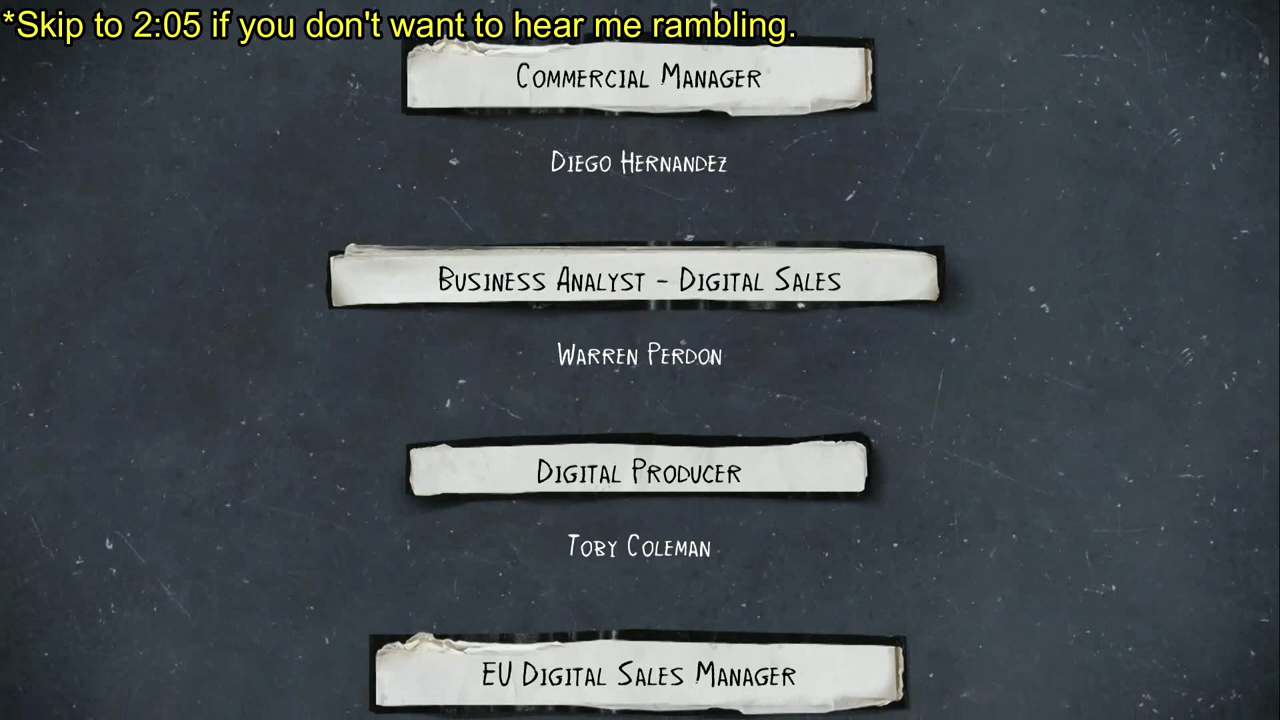 *Skip to 2:05 if you don't want to hear me rambling.
Commercial Manager
Diego Hernandez
Business Analyst - Digital Sales
Warren Perdon
Digital Producer
Toby Coleman
EU Digital Sales Manager